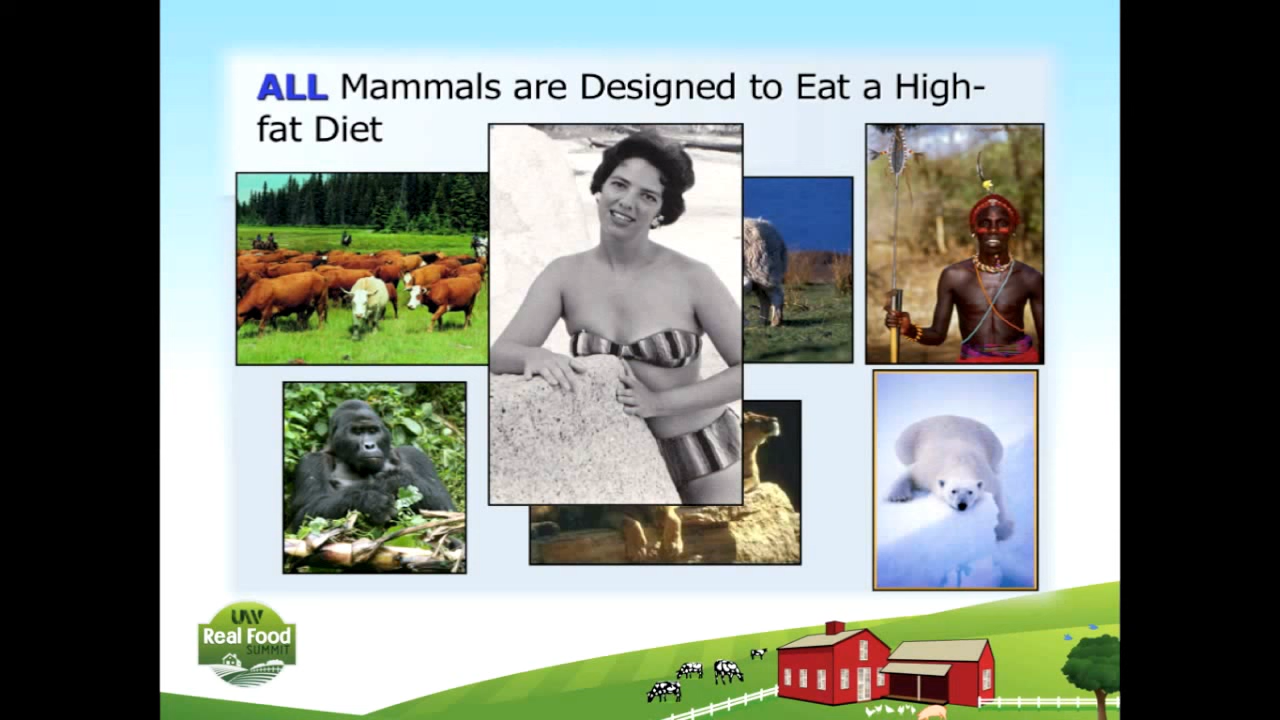 ALL Mammals are Designed to Eat a High-
fat Diet
UW
Real Food
SUMMIT